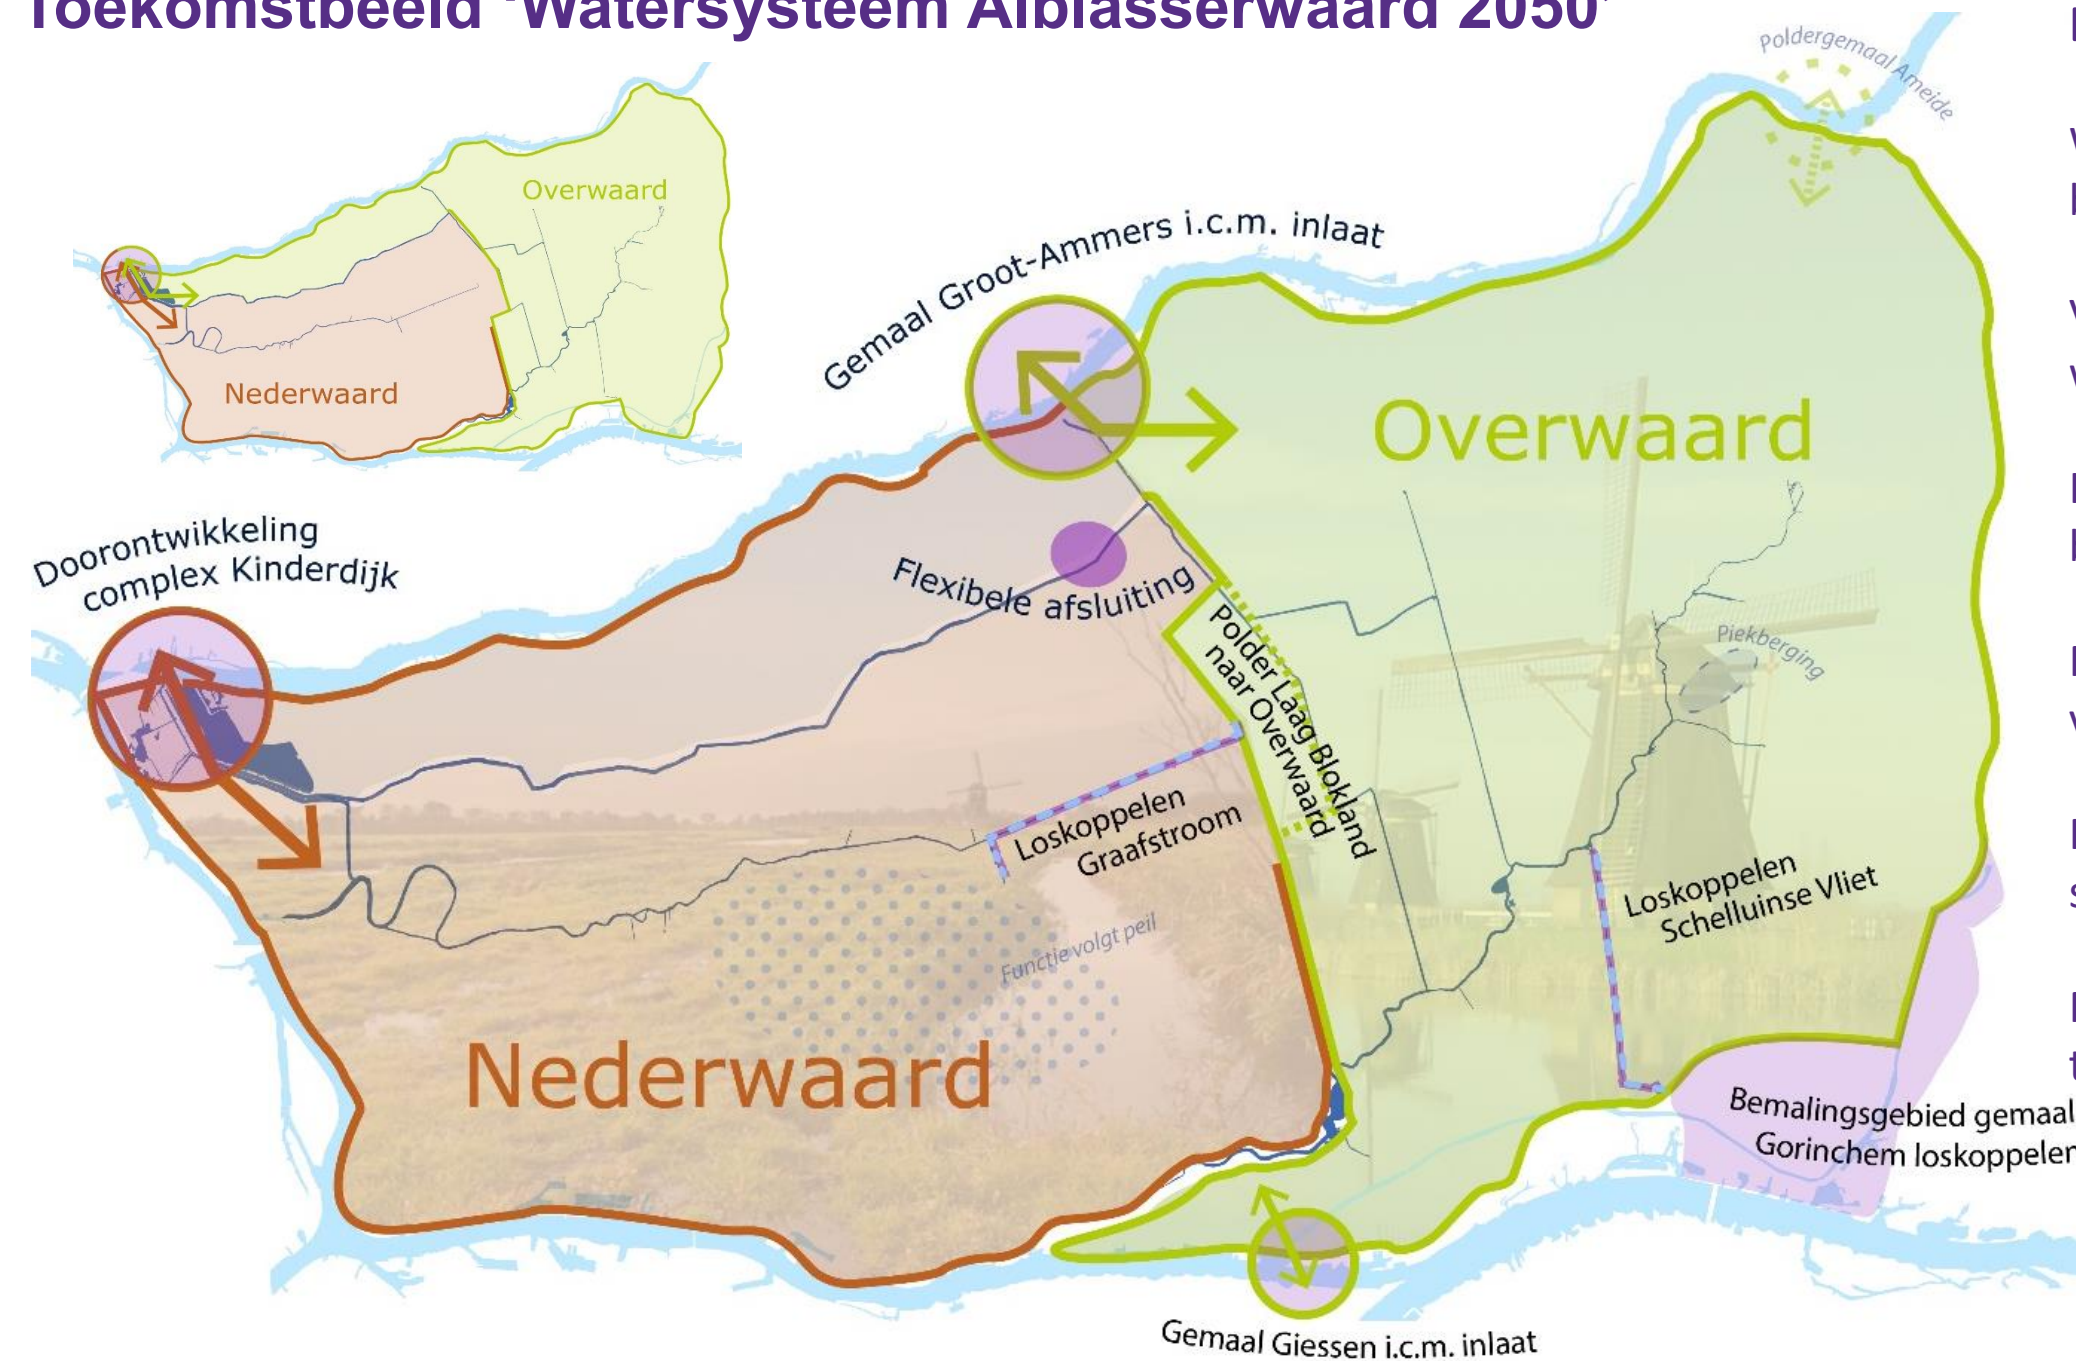 Toekomstbeeld 'Watersysteem Alblasserwaard 2050'
Poldergemaal Ameide
Overwaard
Nederwaard
Gemaal Groot-Ammers i.c.m. inlaat
Overwaard
Doorontwikkeling
complex Kinderdijk
Flexibele afsluiting
Polder Laag Blokland
naar Overwaard
Piekberging
Loskoppelen
Graafstroom
Loskoppelen
Schelluinse Vliet
Functie volgt peil
Nederwaard
Bemalingsgebied gemaal
Gorinchem loskoppelen
Gemaal Giessen i.c.m. inlaat